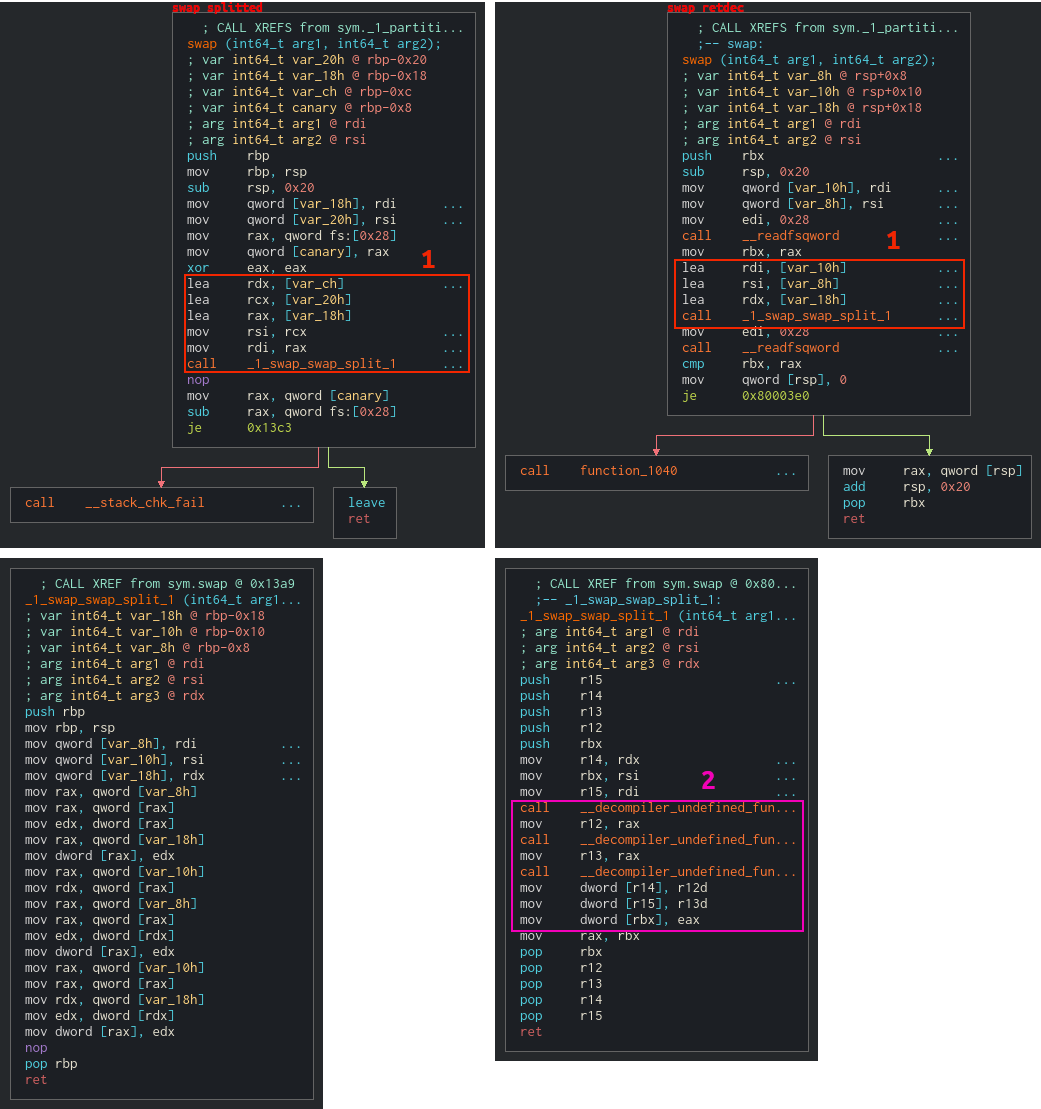 swap splitted
; CALL XREFS from sym._1_partiti...
swap (int64_t arg1, int64_t arg2);
; var int64_t var_20h @ rbp-0x20
; var int64_t var_18h @ rbp-0x18
; var int64_t var_ch @ rbp-0xc
; var int64_t canary @ rbp-0x8
; arg int64_t arg1 @ rdi
; arg int64_t arg2 @ rsi
push rbp
mov rbp, rsp
sub rsp, 0x20
mov qword [var_18h], rdi ...
mov qword [var_20h], rsi ...
mov rax, qword fs:[0x28]
mov qword [canary], rax
xor eax, eax
1
lea rdx, [var_ch] ...
lea rcx, [var_20h]
lea rax, [var_18h]
mov rsi, rcx ...
mov rdi, rax ...
call _1_swap_swap_split_1 ...
nop
mov rax, qword [canary]
sub rax, qword fs:[0x28]
je 0x13c3
call __stack_chk_fail ...
leave
ret
swap retdec
; CALL XREFS from sym._1_partiti...
;-- swap:
swap (int64_t arg1, int64_t arg2);
; var int64_t var_8h @ rsp+0x8
; var int64_t var_10h @ rsp+0x10
; var int64_t var_18h @ rsp+0x18
; arg int64_t arg1 @ rdi
; arg int64_t arg2 @ rsi
push rbx ...
sub rsp, 0x20
mov qword [var_10h], rdi ...
mov qword [var_8h], rsi ...
mov edi, 0x28 ...
call __readfsqword ...
mov rbx, rax
1
lea rdi, [var_10h] ...
lea rsi, [var_8h] ...
lea rdx, [var_18h] ...
call _1_swap_swap_split_1 ...
mov edi, 0x28 ...
call __readfsqword ...
cmp rbx, rax
mov qword [rsp], 0
je 0x80003e0
call function_1040 ...
mov rax, qword [rsp]
add rsp, 0x20
pop rbx
ret
; CALL XREF from sym.swap @ 0x13a9
_1_swap_swap_split_1 (int64_t arg1...
; var int64_t var_18h @ rbp-0x18
; var int64_t var_10h @ rbp-0x10
; var int64_t var_8h @ rbp-0x8
; arg int64_t arg1 @ rdi
; arg int64_t arg2 @ rsi
; arg int64_t arg3 @ rdx
push rbp
mov rbp, rsp
mov qword [var_8h], rdi ...
mov qword [var_10h], rsi ...
mov qword [var_18h], rdx ...
mov rax, qword [var_8h]
mov rax, qword [rax]
mov edx, dword [rax]
mov rax, qword [var_18h]
mov dword [rax], edx
mov rax, qword [var_10h]
mov rdx, qword [rax]
mov rax, qword [var_8h]
mov rax, qword [rax]
mov edx, dword [rdx]
mov dword [rax], edx
mov rax, qword [var_10h]
mov rax, qword [rax]
mov rdx, qword [var_18h]
mov edx, dword [rdx]
mov dword [rax], edx
nop
pop rbp
ret
; CALL XREF from sym.swap @ 0x80...
;-- _1_swap_swap_split_1:
_1_swap_swap_split_1 (int64_t arg1...
; arg int64_t arg1 @ rdi
; arg int64_t arg2 @ rsi
; arg int64_t arg3 @ rdx
push r15 ...
push r14
push r13
push r12
push rbx
mov r14, rdx ...
mov rbx, rsi ...
mov r15, rdi ...
2
call __decompiler_undefined_fun...
mov r12, rax
call __decompiler_undefined_fun...
mov r13, rax
call __decompiler_undefined_fun...
mov dword [r14], r12d
mov dword [r15], r13d
mov dword [rbx], eax
mov rax, rbx
pop rbx
pop r12
pop r13
pop r14
pop r15
ret